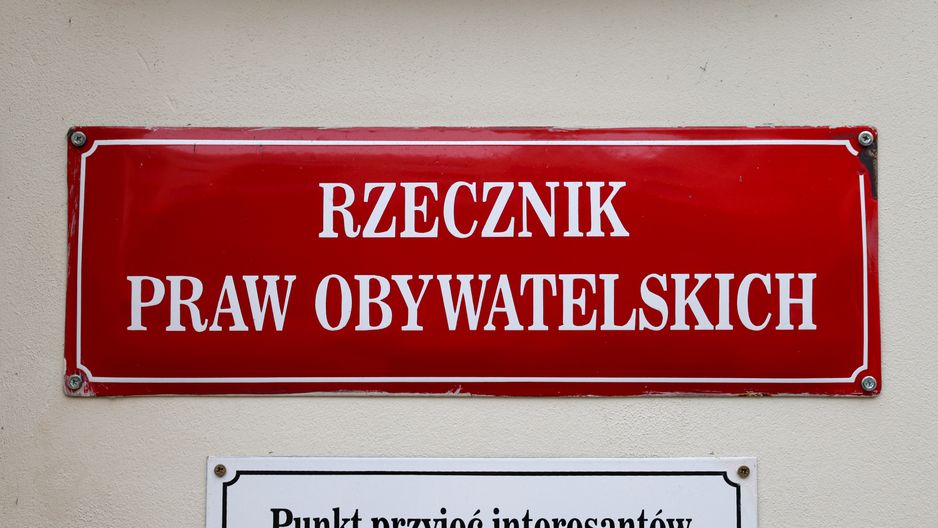 RZECZNIK
PRAW OBYWATELSKICH
Punkt przyjęć interesantów